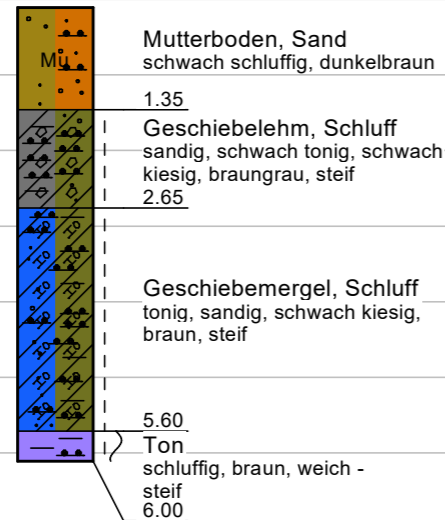 Mutterboden, Sand
Mu
schwach schluffig, dunkelbraun
1.35
Geschiebelehm, Schluff
sandig, schwach tonig, schwach
kiesig, braungrau, steif
2.65
Geschiebemergel, Schluff
tonig, sandig, schwach kiesig,
braun, steif
5.60
Ton
schluffig, braun, weich -
steif
6.00